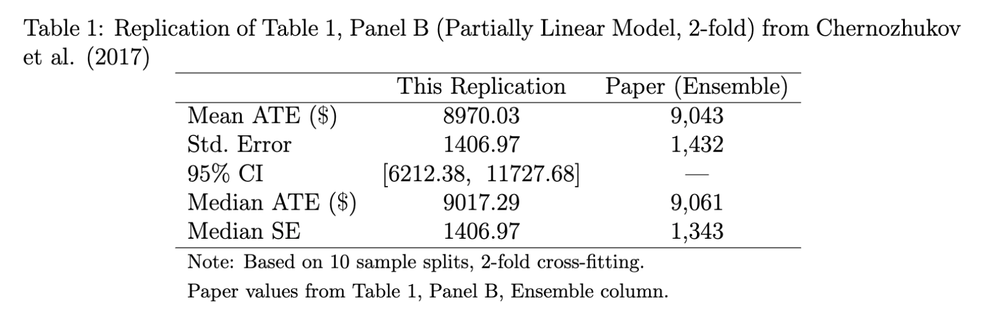 Table 1: Replication of Table 1, Panel B (Partially Linear Model, 2-fold) from Chernozhukov
et al. (2017)
This Replication Paper (Ensemble)
Mean ATE ($) 8970.03 9,043
Std. Error 1406.97 1,432
95% CI [6212.38, 11727.68] —
Median ATE ($) 9017.29 9,061
Median SE 1406.97 1,343
Note: Based on 10 sample splits, 2-fold cross-fitting.
Paper values from Table 1, Panel B, Ensemble column.